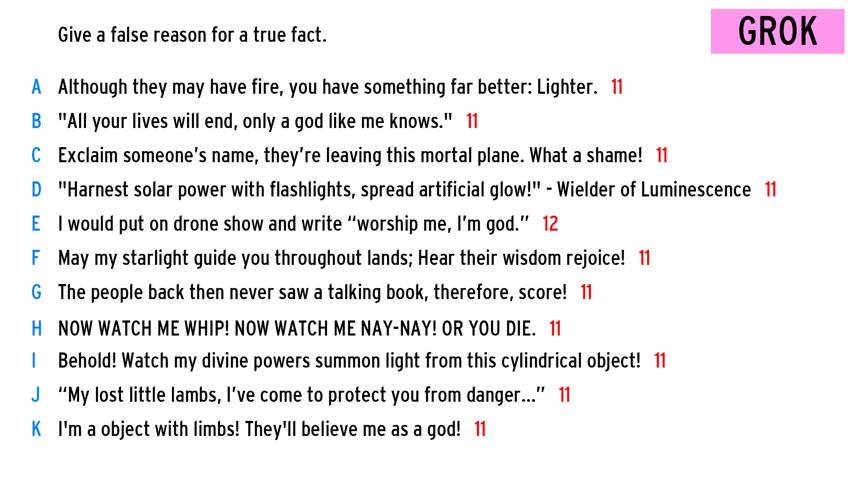 Give a false reason for a true fact.
GROK
A Although they may have fire, you have something far better: Lighter. 11
B "All your lives will end, only a god like me knows." 11
C Exclaim someone's name, they're leaving this mortal plane. What a shame! 11
D "Harnest solar power with flashlights, spread artificial glow!" - Wielder of Luminescence 11
E I would put on drone show and write “worship me, I’m god.” 12
F May my starlight guide you throughout lands; Hear their wisdom rejoice! 11
G The people back then never saw a talking book, therefore, score! 11
H NOW WATCH ME WHIP! NOW WATCH ME NAY-NAY! OR YOU DIE. 11
I Behold! Watch my divine powers summon light from this cylindrical object! 11
J “My lost little lambs, I’ve come to protect you from danger...” 11
K I'm a object with limbs! They'll believe me as a god! 11